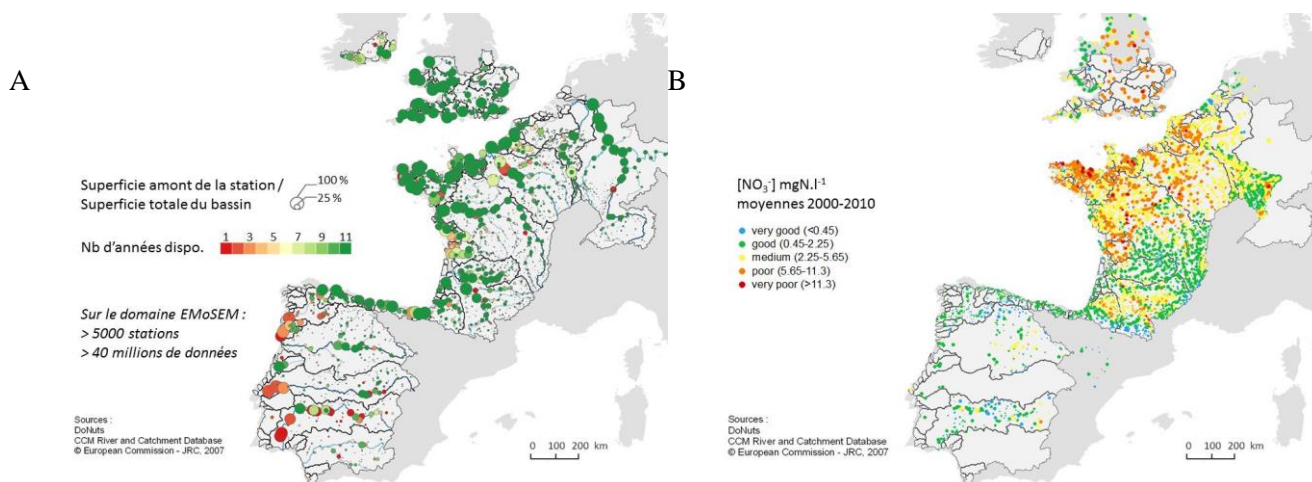 A
Superficie amont de la station /
Superficie totale du bassin
100 %
25 %
Nb d'années dispo.
1 3 5 7 9 11
Sur le domaine EMoSEM :
> 5000 stations
> 40 millions de données
Sources :
DoNuts
CCM River and Catchment Database
© European Commission - JRC, 2007
0 100 200 km
B
[NO₃⁻] mgN.l⁻¹
moyennes 2000-2010
very good (<0.45)
good (0.45-2.25)
medium (2.25-5.65)
poor (5.65-11.3)
very poor (>11.3)
Sources :
DoNuts
CCM River and Catchment Database
© European Commission - JRC, 2007
0 100 200 km